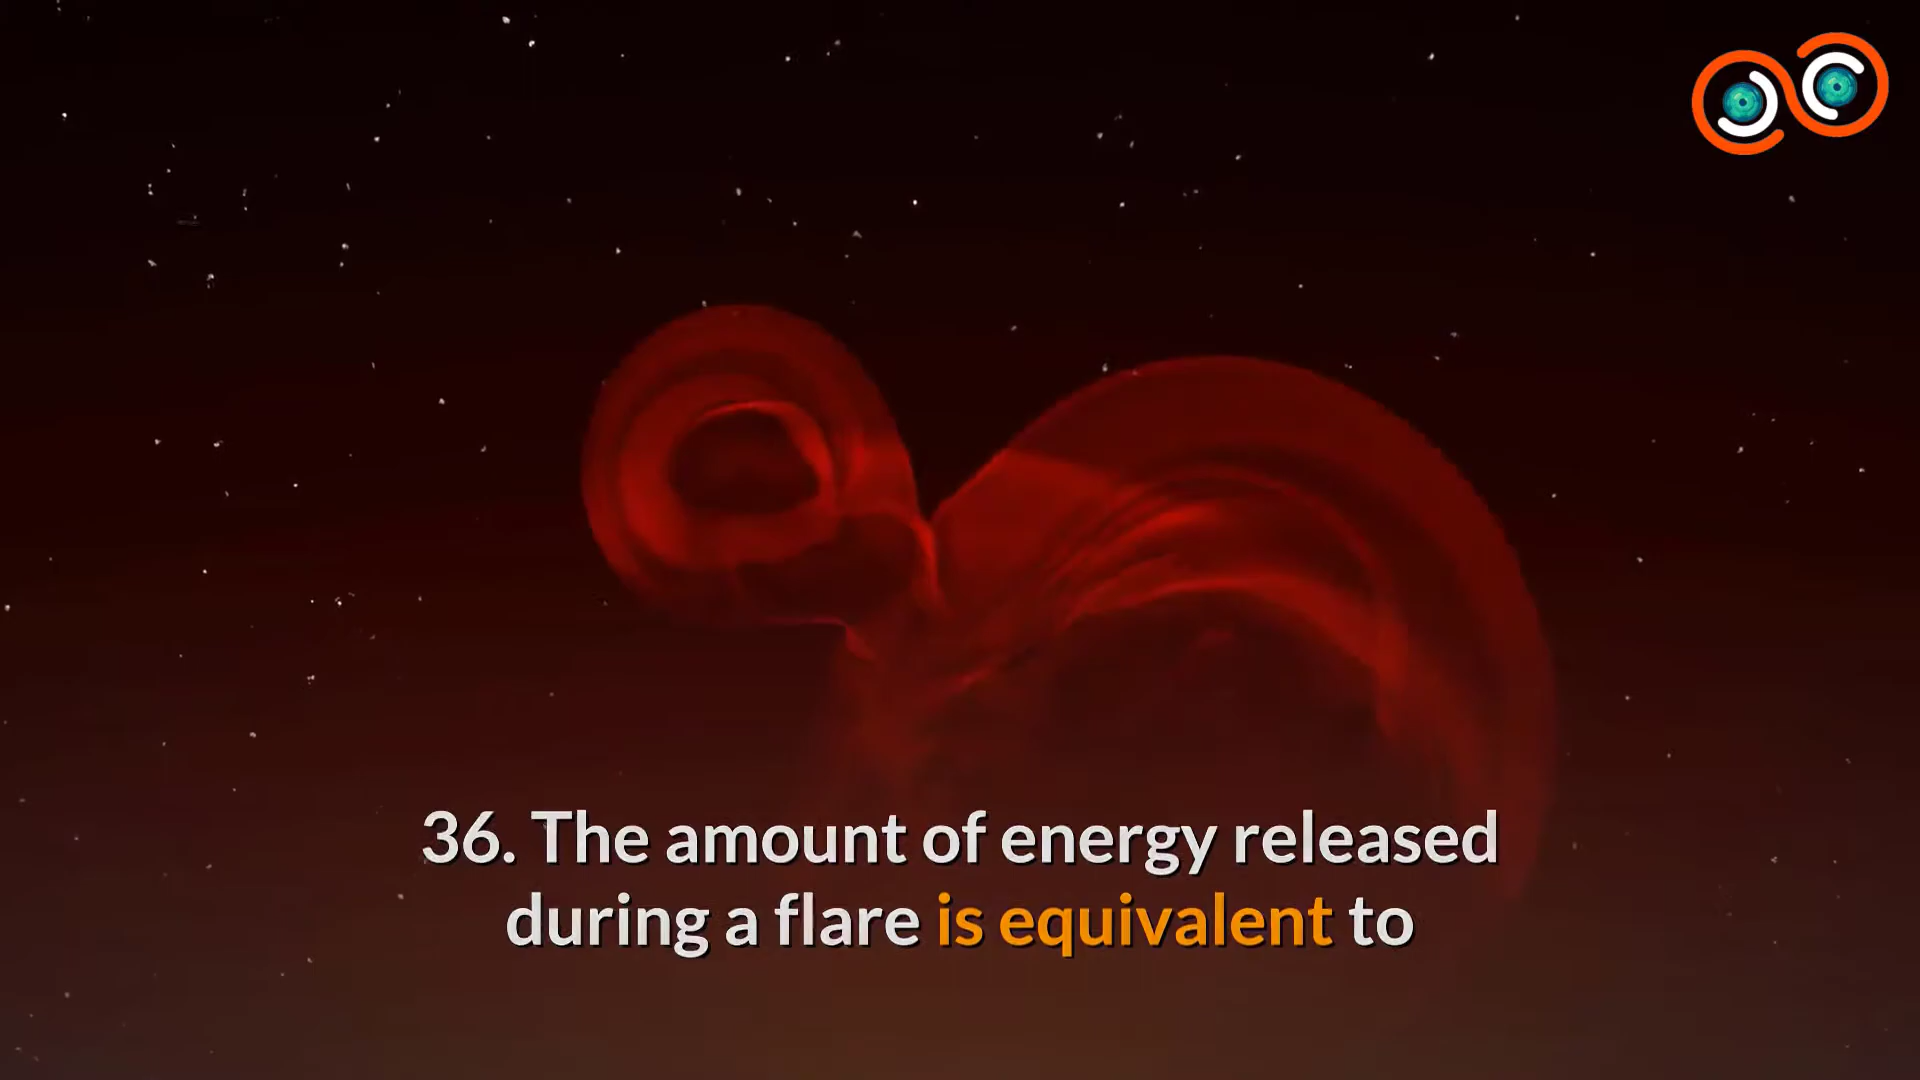 36. The amount of energy released
during a flare is equivalent to